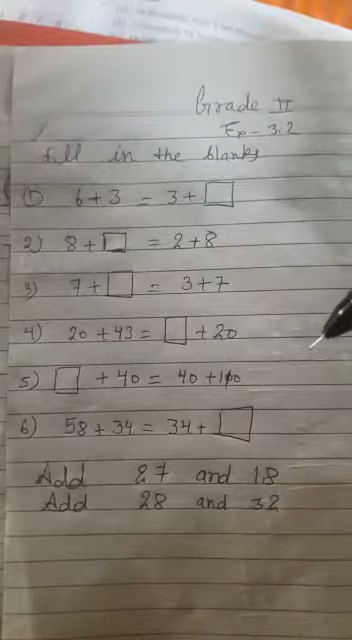 Grade II
Ex - 3.2
Fill in the blanks
1) 6 + 3 = 3 + □
2) 8 + □ = 2 + 8
3) 7 + □ = 3 + 7
4) 20 + 43 = □ + 20
5) □ + 40 = 40 + 100
6) 58 + 34 = 34 + □
Add 27 and 18
Add 28 and 32